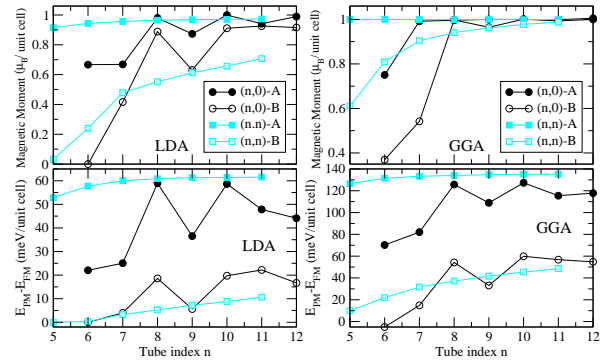 Magnetic Moment (μB/ unit cell)
1
0.8
0.6
0.4
0.2
0
(n,0)-A
(n,0)-B
(n.n)-A
(n,n)-B
LDA
Magnetic Moment (μB/ unit cell)
1
0.8
0.6
0.4
(n,0)-A
(n,0)-B
(n,n)-A
(n,n)-B
GGA
EPM-EFM (meV/unit cell)
60
50
40
30
20
10
0
LDA
5 6 7 8 9 10 11 12
Tube index n
EPM-EFM (meV/unit cell)
140
120
100
80
60
40
20
0
GGA
5 6 7 8 9 10 11 12
Tube index n